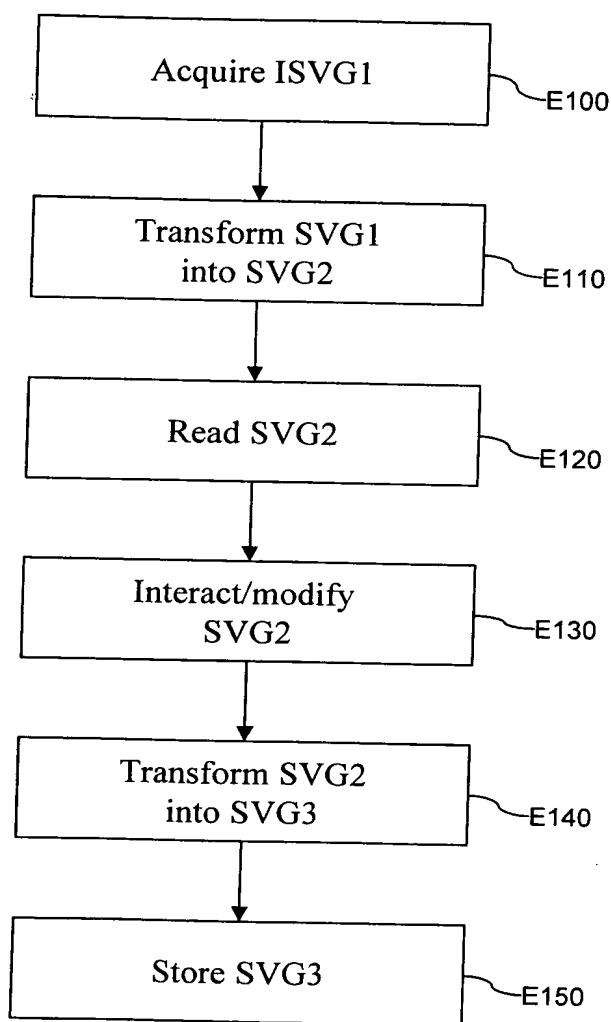 Acquire ISVG1
E100
Transform SVG1
into SVG2
E110
Read SVG2
E120
Interact/modify
SVG2
E130
Transform SVG2
into SVG3
E140
Store SVG3
E150